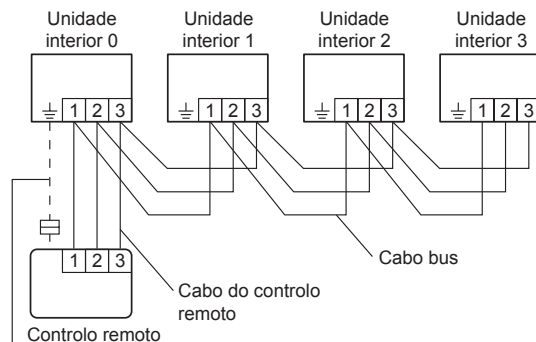 Unidade
interior 0
Unidade
interior 1
Unidade
interior 2
Unidade
interior 3
1 2 3
1 2 3
1 2 3
1 2 3
1 2 3
Cabo bus
Cabo do controlo
remoto
Controlo remoto